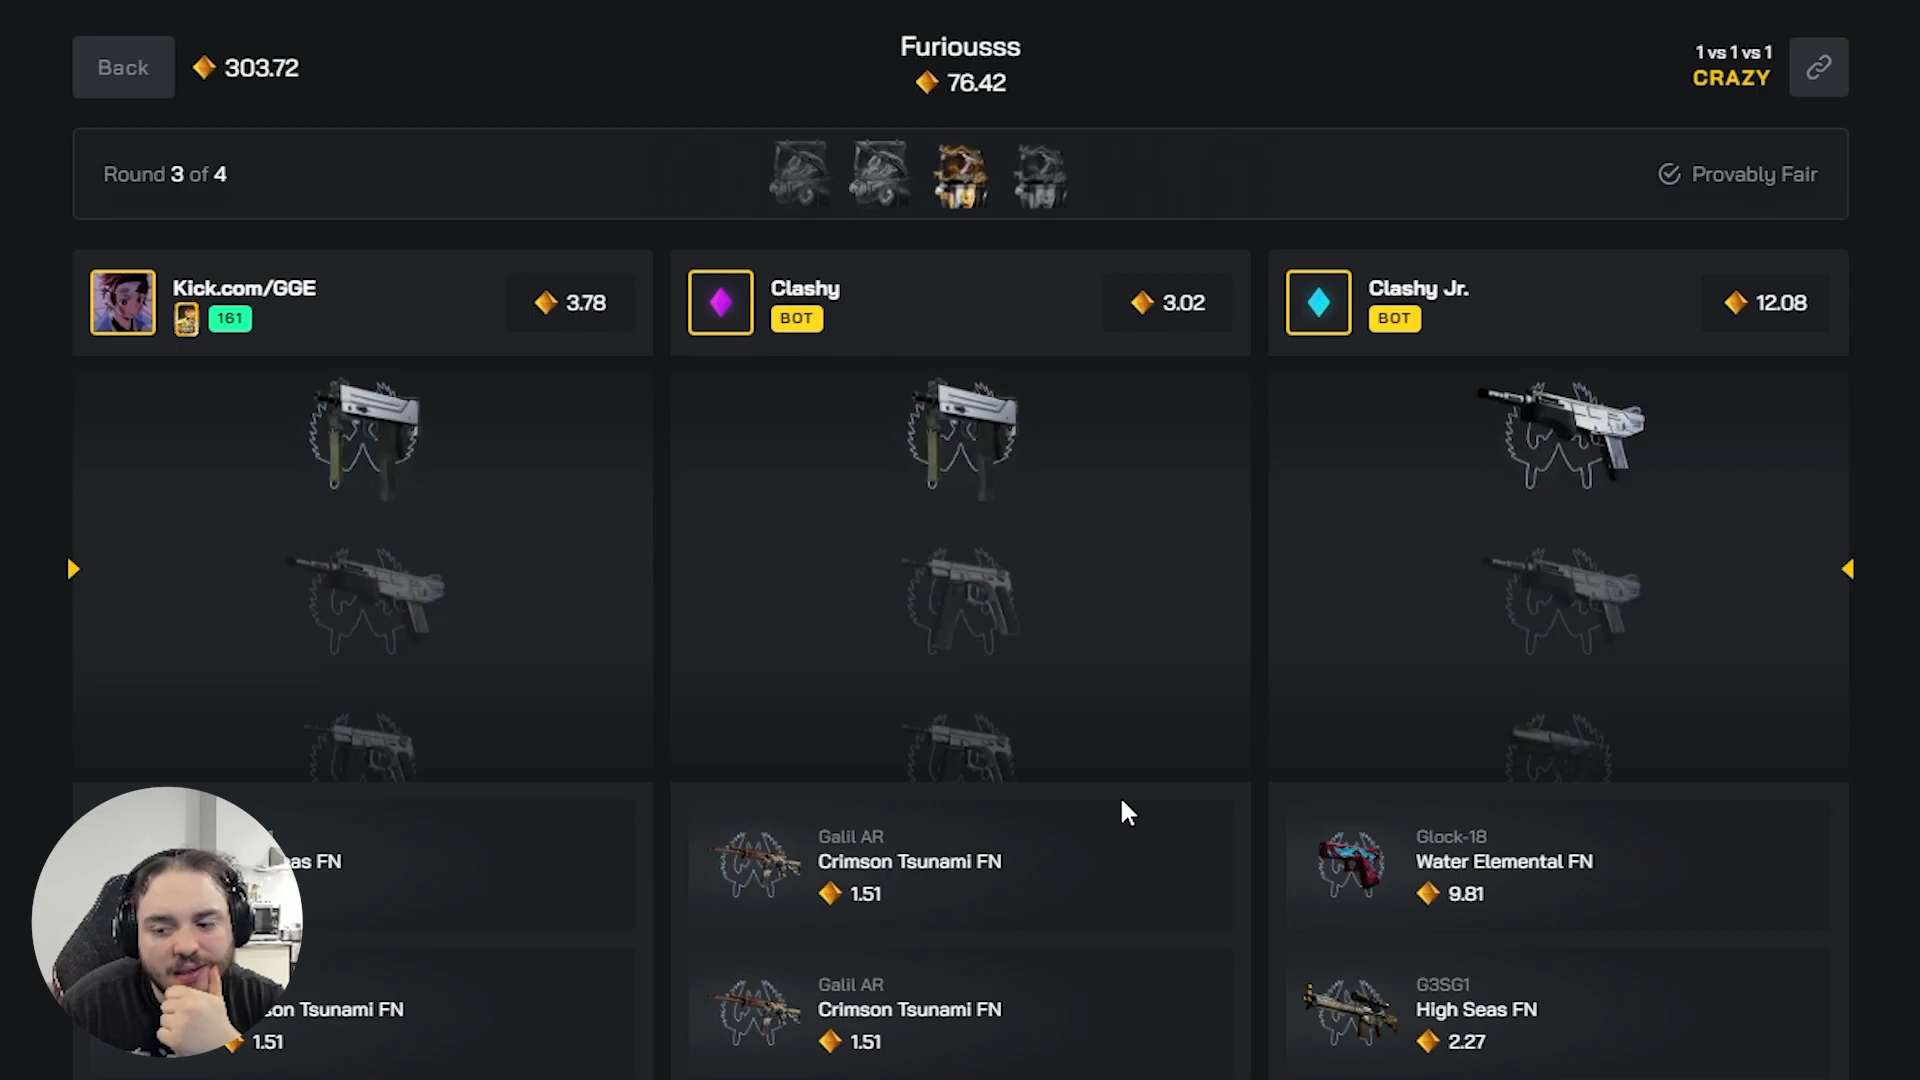 Back
303.72
Furiousss
76.42
1 vs 1 vs 1
CRAZY
Round 3 of 4
Provably Fair
Kick.com/GGE
161
3.78
Clashy
BOT
3.02
Clashy Jr.
BOT
12.08
as FN
on Tsunami FN
1.51
Galil AR
Crimson Tsunami FN
1.51
Galil AR
Crimson Tsunami FN
1.51
Glock-18
Water Elemental FN
9.81
G3SG1
High Seas FN
2.27